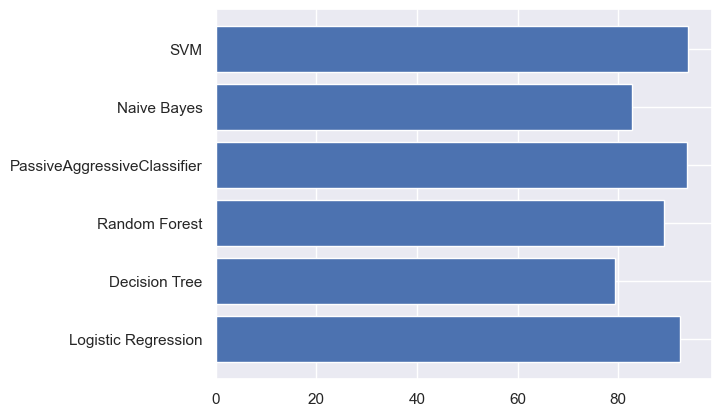 SVM
Naive Bayes
PassiveAggressiveClassifier
Random Forest
Decision Tree
Logistic Regression
0 20 40 60 80